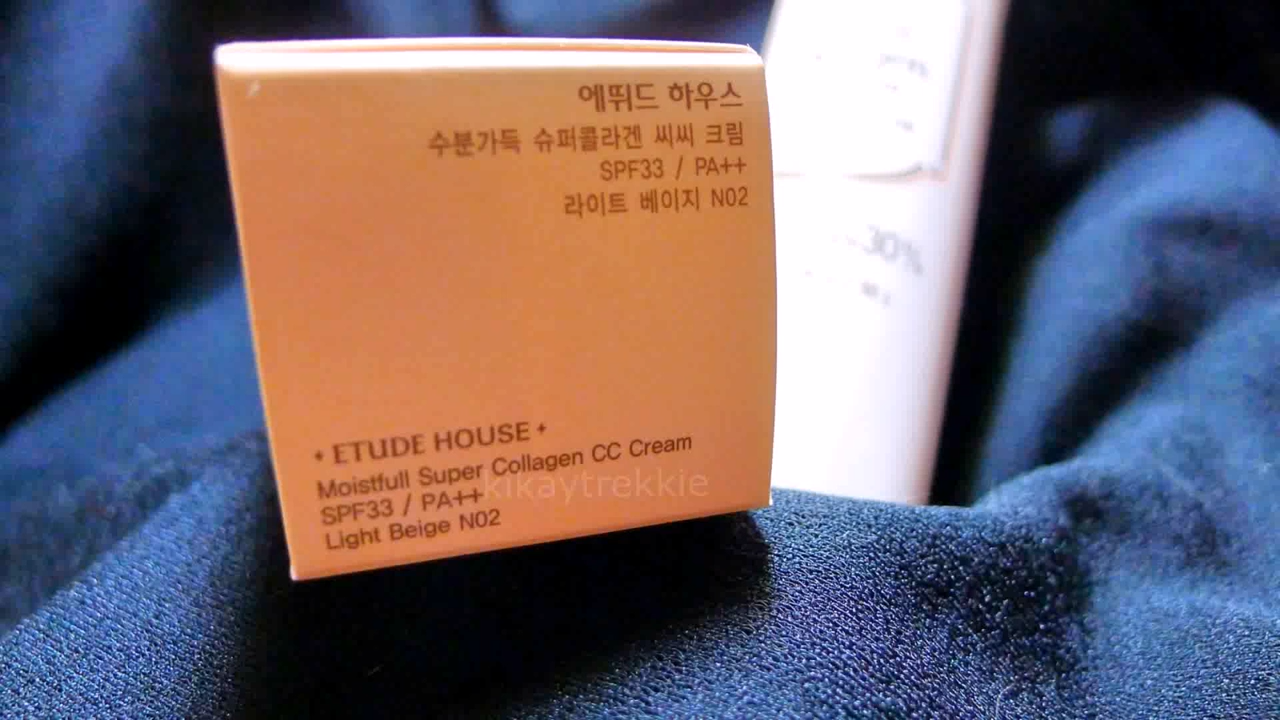 에뛰드 하우스
수분가득 슈퍼콜라겐 씨씨 크림
SPF33 / PA++
라이트 베이지 N02
ETUDE HOUSE
Moistfull Super Collagen CC Cream
SPF33 / PA++
Light Beige N02
kikaytrekkie
30%